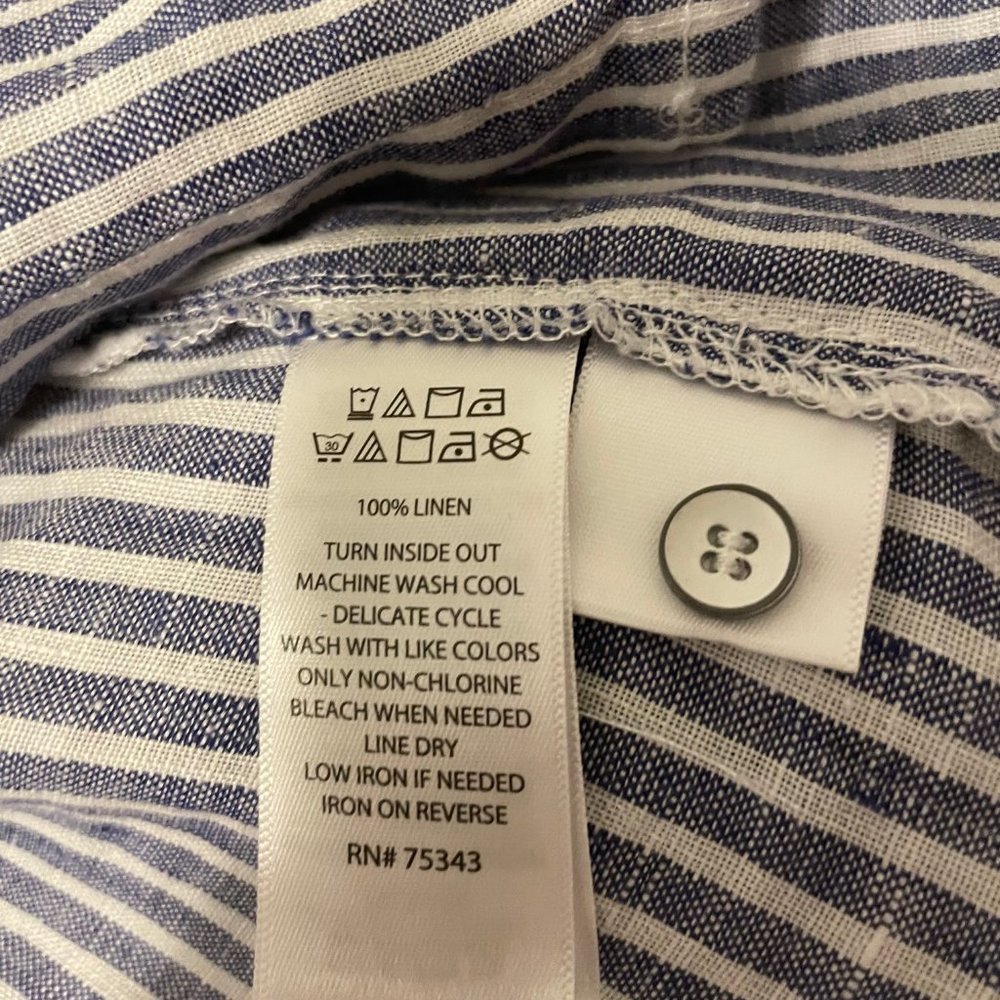 30
100% LINEN
TURN INSIDE OUT
MACHINE WASH COOL
- DELICATE CYCLE
WASH WITH LIKE COLORS
ONLY NON-CHLORINE
BLEACH WHEN NEEDED
LINE DRY
LOW IRON IF NEEDED
IRON ON REVERSE
RN# 75343